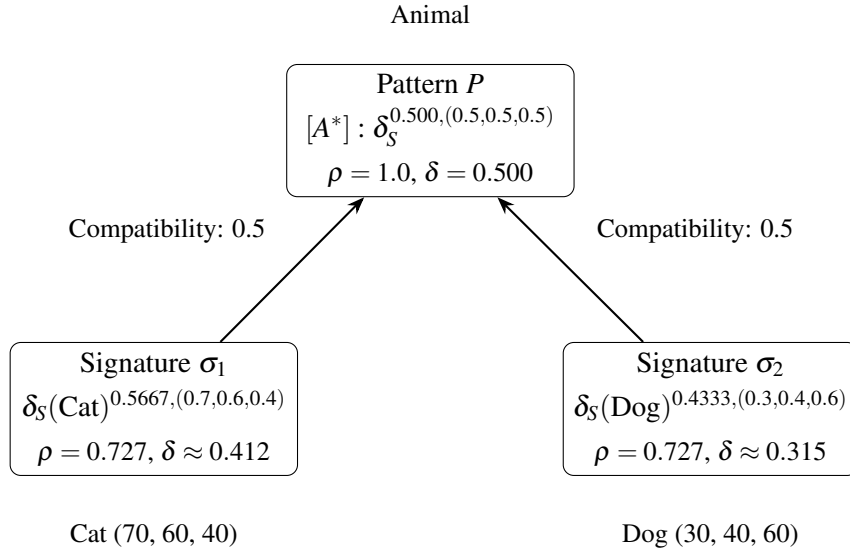 Animal
Pattern P
[A*] : δ_S^{0.500,(0.5,0.5,0.5)}
ρ = 1.0, δ = 0.500
Compatibility: 0.5
Compatibility: 0.5
Signature σ₁
δ_S(Cat)^{0.5667,(0.7,0.6,0.4)}
ρ = 0.727, δ ≈ 0.412
Signature σ₂
δ_S(Dog)^{0.4333,(0.3,0.4,0.6)}
ρ = 0.727, δ ≈ 0.315
Cat (70, 60, 40)
Dog (30, 40, 60)